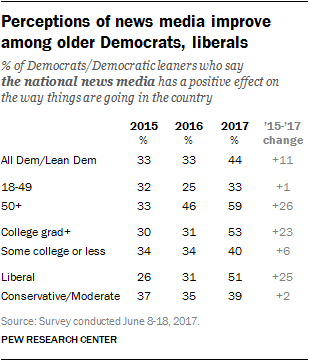 Perceptions of news media improve
among older Democrats, liberals
% of Democrats/Democratic leaners who say
the national news media has a positive effect on
the way things are going in the country
2015 2016 2017 '15-'17
% % % change
All Dem/Lean Dem 33 33 44 +11
18-49 32 25 33 +1
50+ 33 46 59 +26
College grad+ 30 31 53 +23
Some college or less 34 34 40 +6
Liberal 26 31 51 +25
Conservative/Moderate 37 35 39 +2
Source: Survey conducted June 8-18, 2017.
PEW RESEARCH CENTER